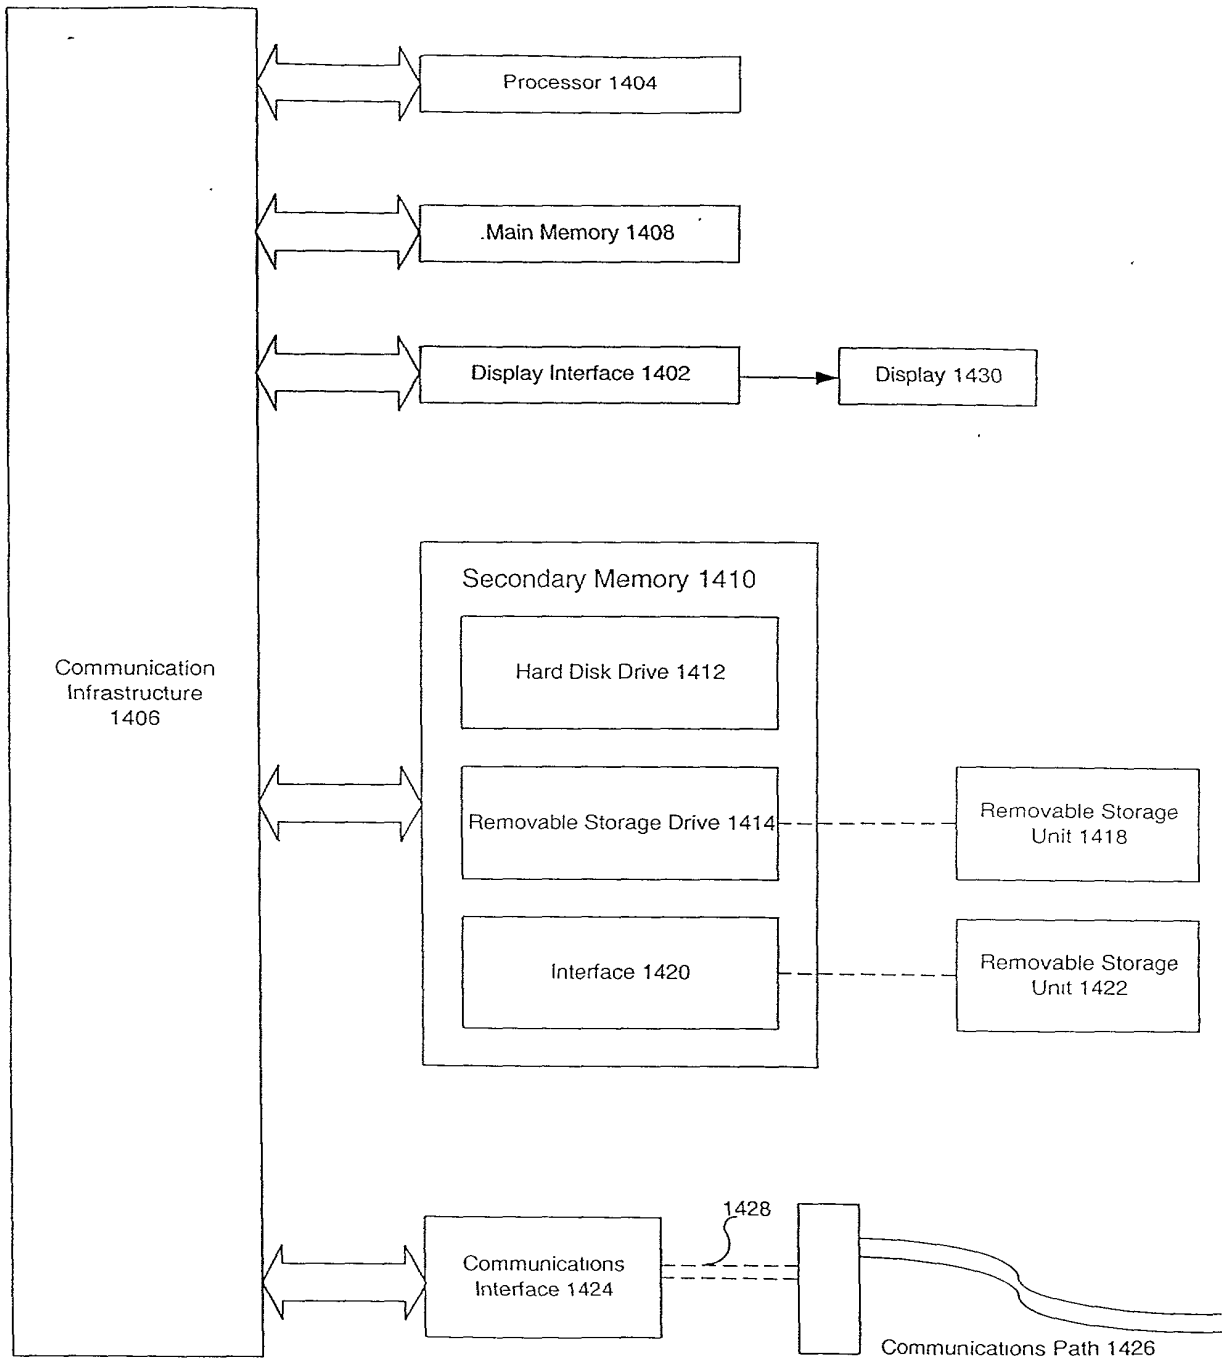 Processor 1404
Main Memory 1408
Display Interface 1402
Display 1430
Secondary Memory 1410
Hard Disk Drive 1412
Communication
Infrastructure
1406
Removable Storage Drive 1414
Removable Storage
Unit 1418
Interface 1420
Removable Storage
Unit 1422
1428
Communications
Interface 1424
Communications Path 1426